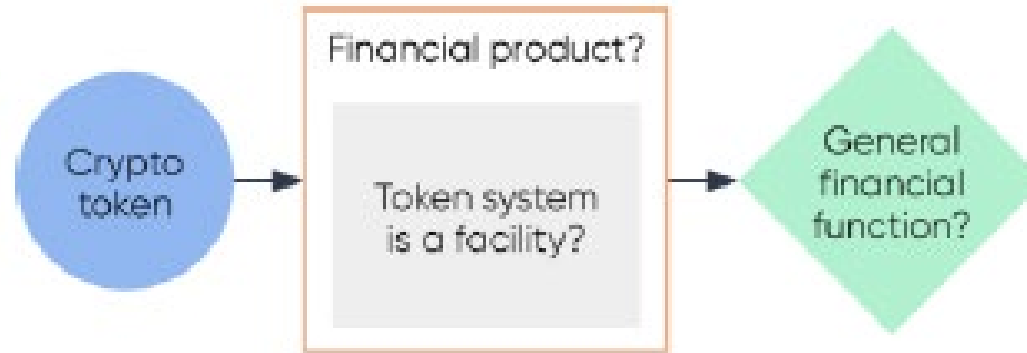 Crypto
token
Financial product?
Token system
is a facility?
General
financial
function?